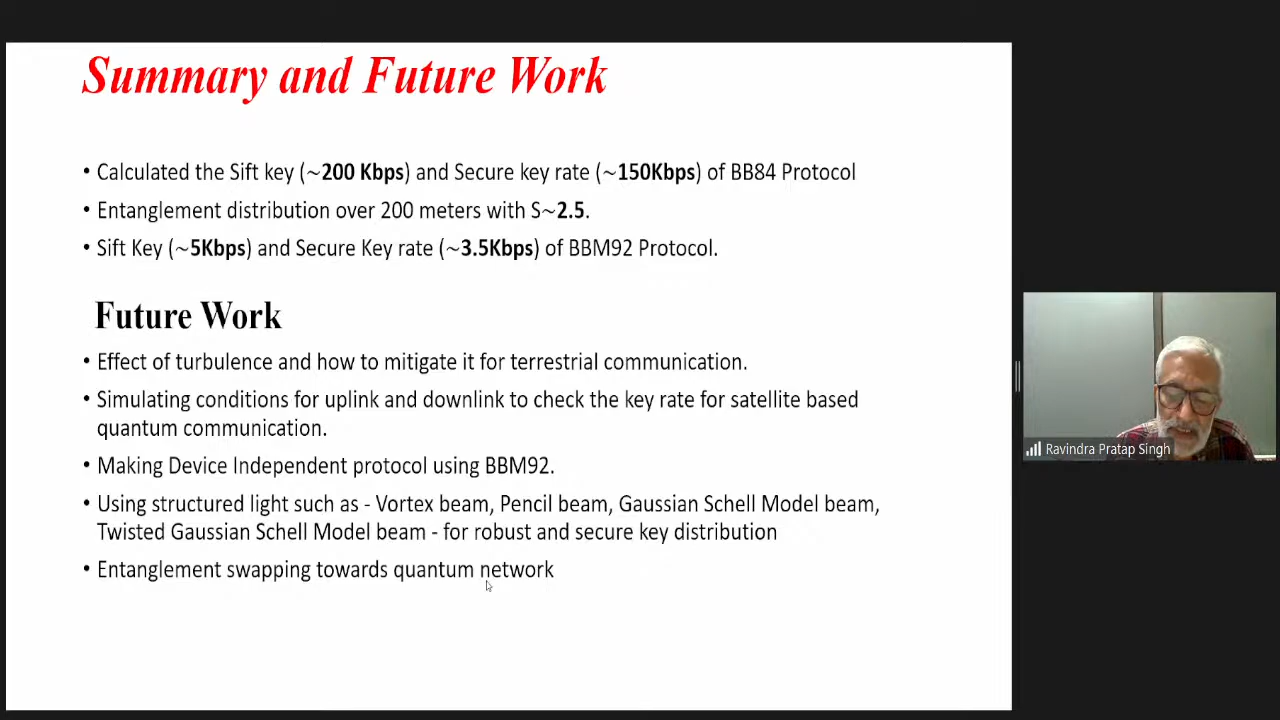 Summary and Future Work
• Calculated the Sift key (~200 Kbps) and Secure key rate (~150Kbps) of BB84 Protocol
• Entanglement distribution over 200 meters with S~2.5.
• Sift Key (~5Kbps) and Secure Key rate (~3.5Kbps) of BBM92 Protocol.
Future Work
• Effect of turbulence and how to mitigate it for terrestrial communication.
• Simulating conditions for uplink and downlink to check the key rate for satellite based
quantum communication.
• Making Device Independent protocol using BBM92.
• Using structured light such as - Vortex beam, Pencil beam, Gaussian Schell Model beam,
Twisted Gaussian Schell Model beam - for robust and secure key distribution
• Entanglement swapping towards quantum network
Ravindra Pratap Singh